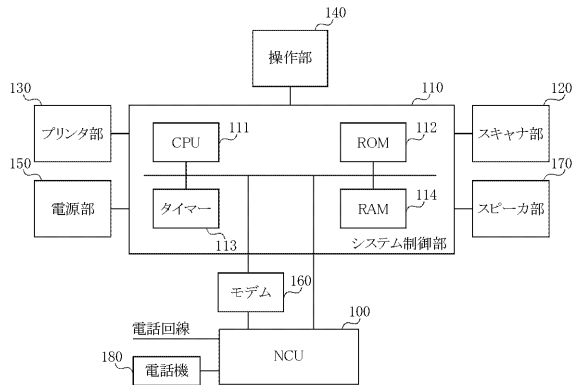 140
操作部
130
110
120
プリンタ部
CPU
111
ROM
112
スキャナ部
150
170
電源部
タイマー
113
RAM
114
スピーカ部
システム制御部
モデム
160
電話回線
100
NCU
180
電話機